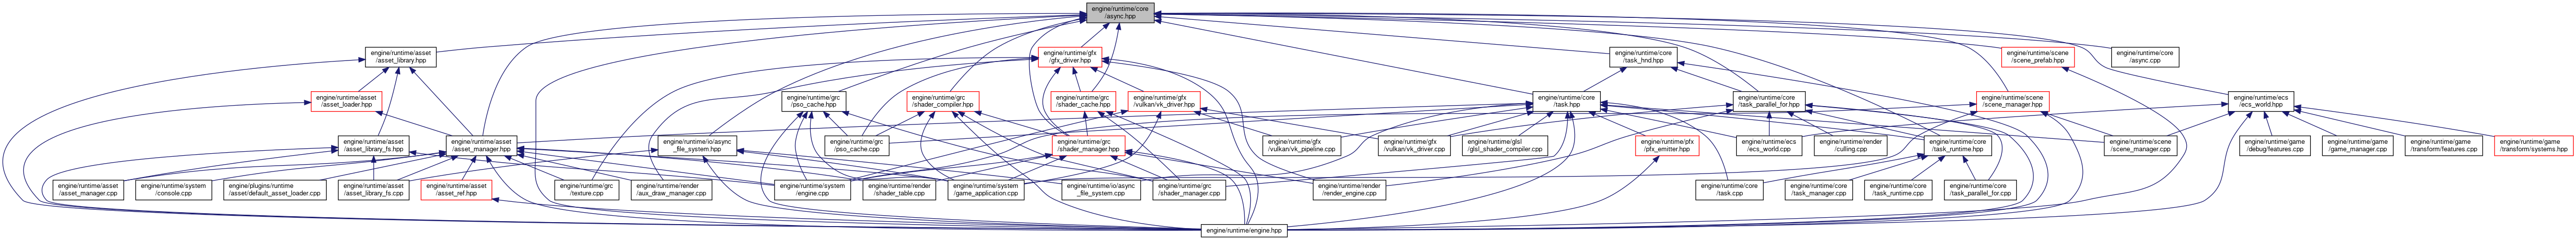 engine/runtime/core
/async.hpp
engine/runtime/asset
/asset_library.hpp
engine/runtime/gfx
/gfx_driver.hpp
engine/runtime/core
/task_hnd.hpp
engine/runtime/scene
/scene_prefab.hpp
engine/runtime/core
/async.cpp
engine/runtime/asset
/asset_loader.hpp
engine/runtime/grc
/pso_cache.hpp
engine/runtime/grc
/shader_compiler.hpp
engine/runtime/grc
/shader_cache.hpp
engine/runtime/gfx
/vulkan/vk_driver.hpp
engine/runtime/core
/task.hpp
engine/runtime/core
/task_parallel_for.hpp
engine/runtime/scene
/scene_manager.hpp
engine/runtime/ecs
/ecs_world.hpp
engine/runtime/asset
/asset_library_fs.hpp
engine/runtime/asset
/asset_manager.hpp
engine/runtime/io/async
_file_system.hpp
engine/runtime/grc
/pso_cache.cpp
engine/runtime/grc
/shader_manager.hpp
engine/runtime/gfx
/vulkan/vk_pipeline.cpp
engine/runtime/gfx
/vulkan/vk_driver.cpp
engine/runtime/glsl
/glsl_shader_compiler.cpp
engine/runtime/pfx
/pfx_emitter.hpp
engine/runtime/ecs
/ecs_world.cpp
engine/runtime/render
/culling.cpp
engine/runtime/core
/task_runtime.hpp
engine/runtime/scene
/scene_manager.cpp
engine/runtime/game
/debug/features.cpp
engine/runtime/game
/game_manager.cpp
engine/runtime/game
/transform/features.cpp
engine/runtime/game
/transform/systems.hpp
engine/runtime/asset
/asset_manager.cpp
engine/runtime/system
/console.cpp
engine/plugins/runtime
/asset/default_asset_loader.cpp
engine/runtime/asset
/asset_library_fs.cpp
engine/runtime/asset
/asset_ref.hpp
engine/runtime/grc
/texture.cpp
engine/runtime/render
/aux_draw_manager.cpp
engine/runtime/system
/engine.cpp
engine/runtime/render
/shader_table.cpp
engine/runtime/system
/game_application.cpp
engine/runtime/io/async
_file_system.cpp
engine/runtime/grc
/shader_manager.cpp
engine/runtime/render
/render_engine.cpp
engine/runtime/core
/task.cpp
engine/runtime/core
/task_manager.cpp
engine/runtime/core
/task_runtime.cpp
engine/runtime/core
/task_parallel_for.cpp
engine/runtime/engine.hpp